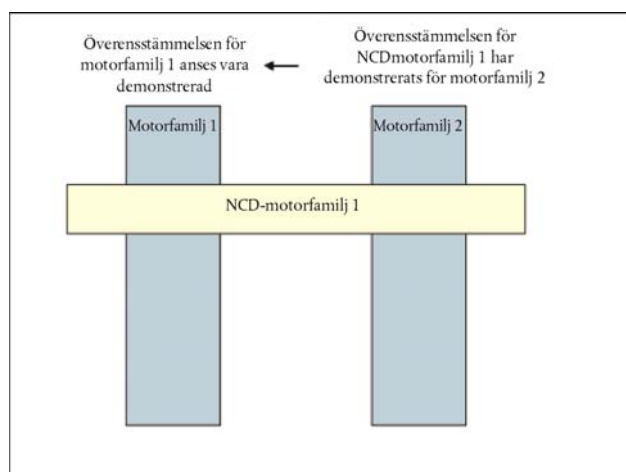 Överensstämmelsen för
motorfamilj 1 anses vara
demonstrerad
Överensstämmelsen för
NCDmotorfamilj 1 har
demonstrerats för motorfamilj 2
Motorfamilj 1
Motorfamilj 2
NCD-motorfamilj 1